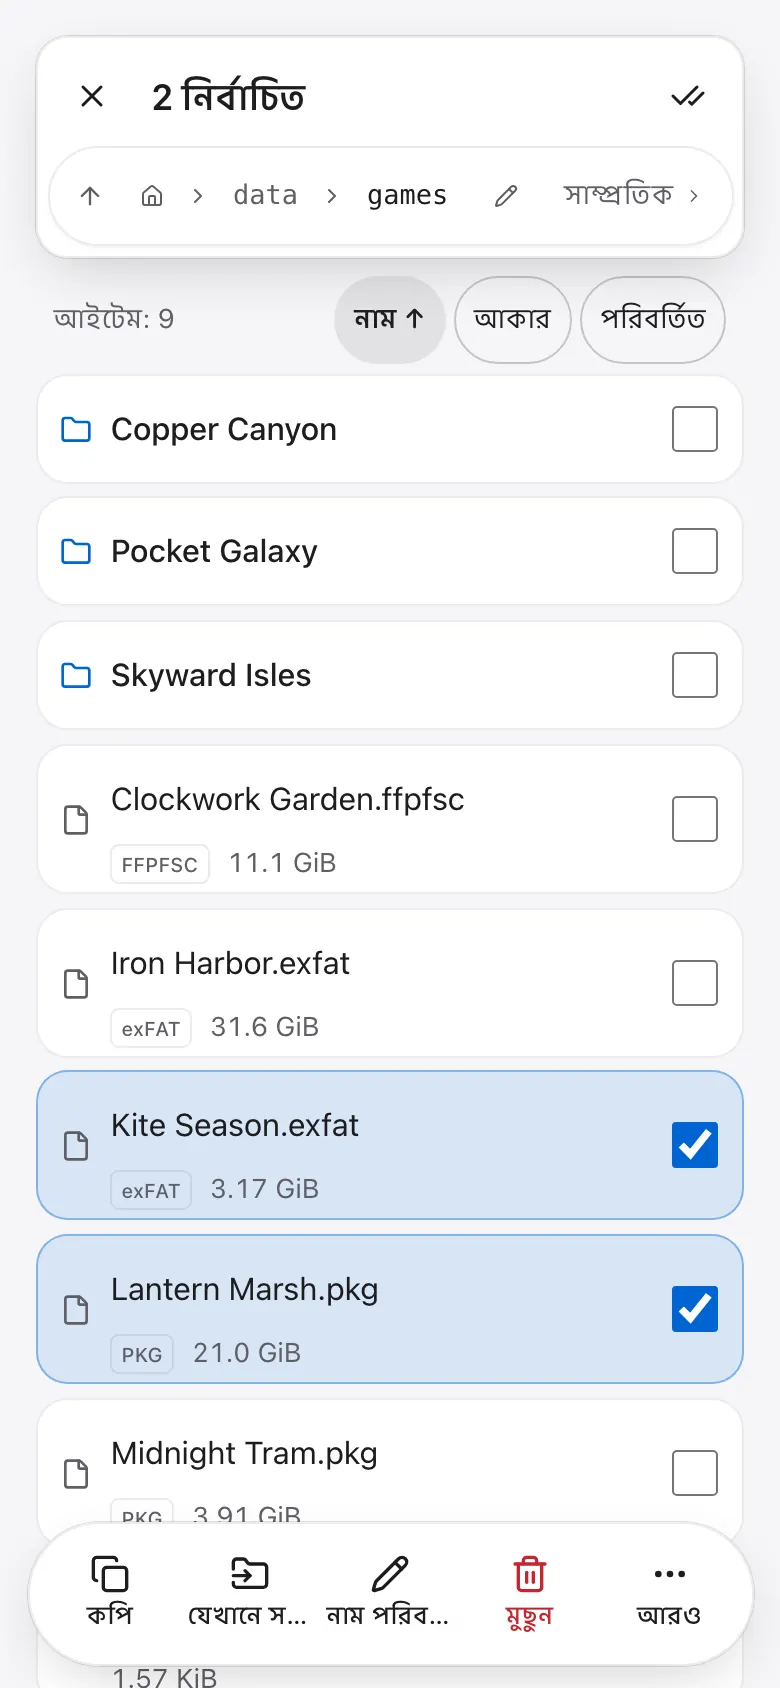 2 নির্বাচিত
data › games সাম্প্রতিক ›
আইটেম: 9 নাম ↑ আকার পরিবর্তিত
Copper Canyon
Pocket Galaxy
Skyward Isles
Clockwork Garden.ffpfsc
FFPFSC 11.1 GiB
Iron Harbor.exfat
exFAT 31.6 GiB
Kite Season.exfat
exFAT 3.17 GiB
Lantern Marsh.pkg
PKG 21.0 GiB
Midnight Tram.pkg
PKG 3.91 GiB
কপি যেখানে স... নাম পরিব... মুছুন আরও
1.57 KiB